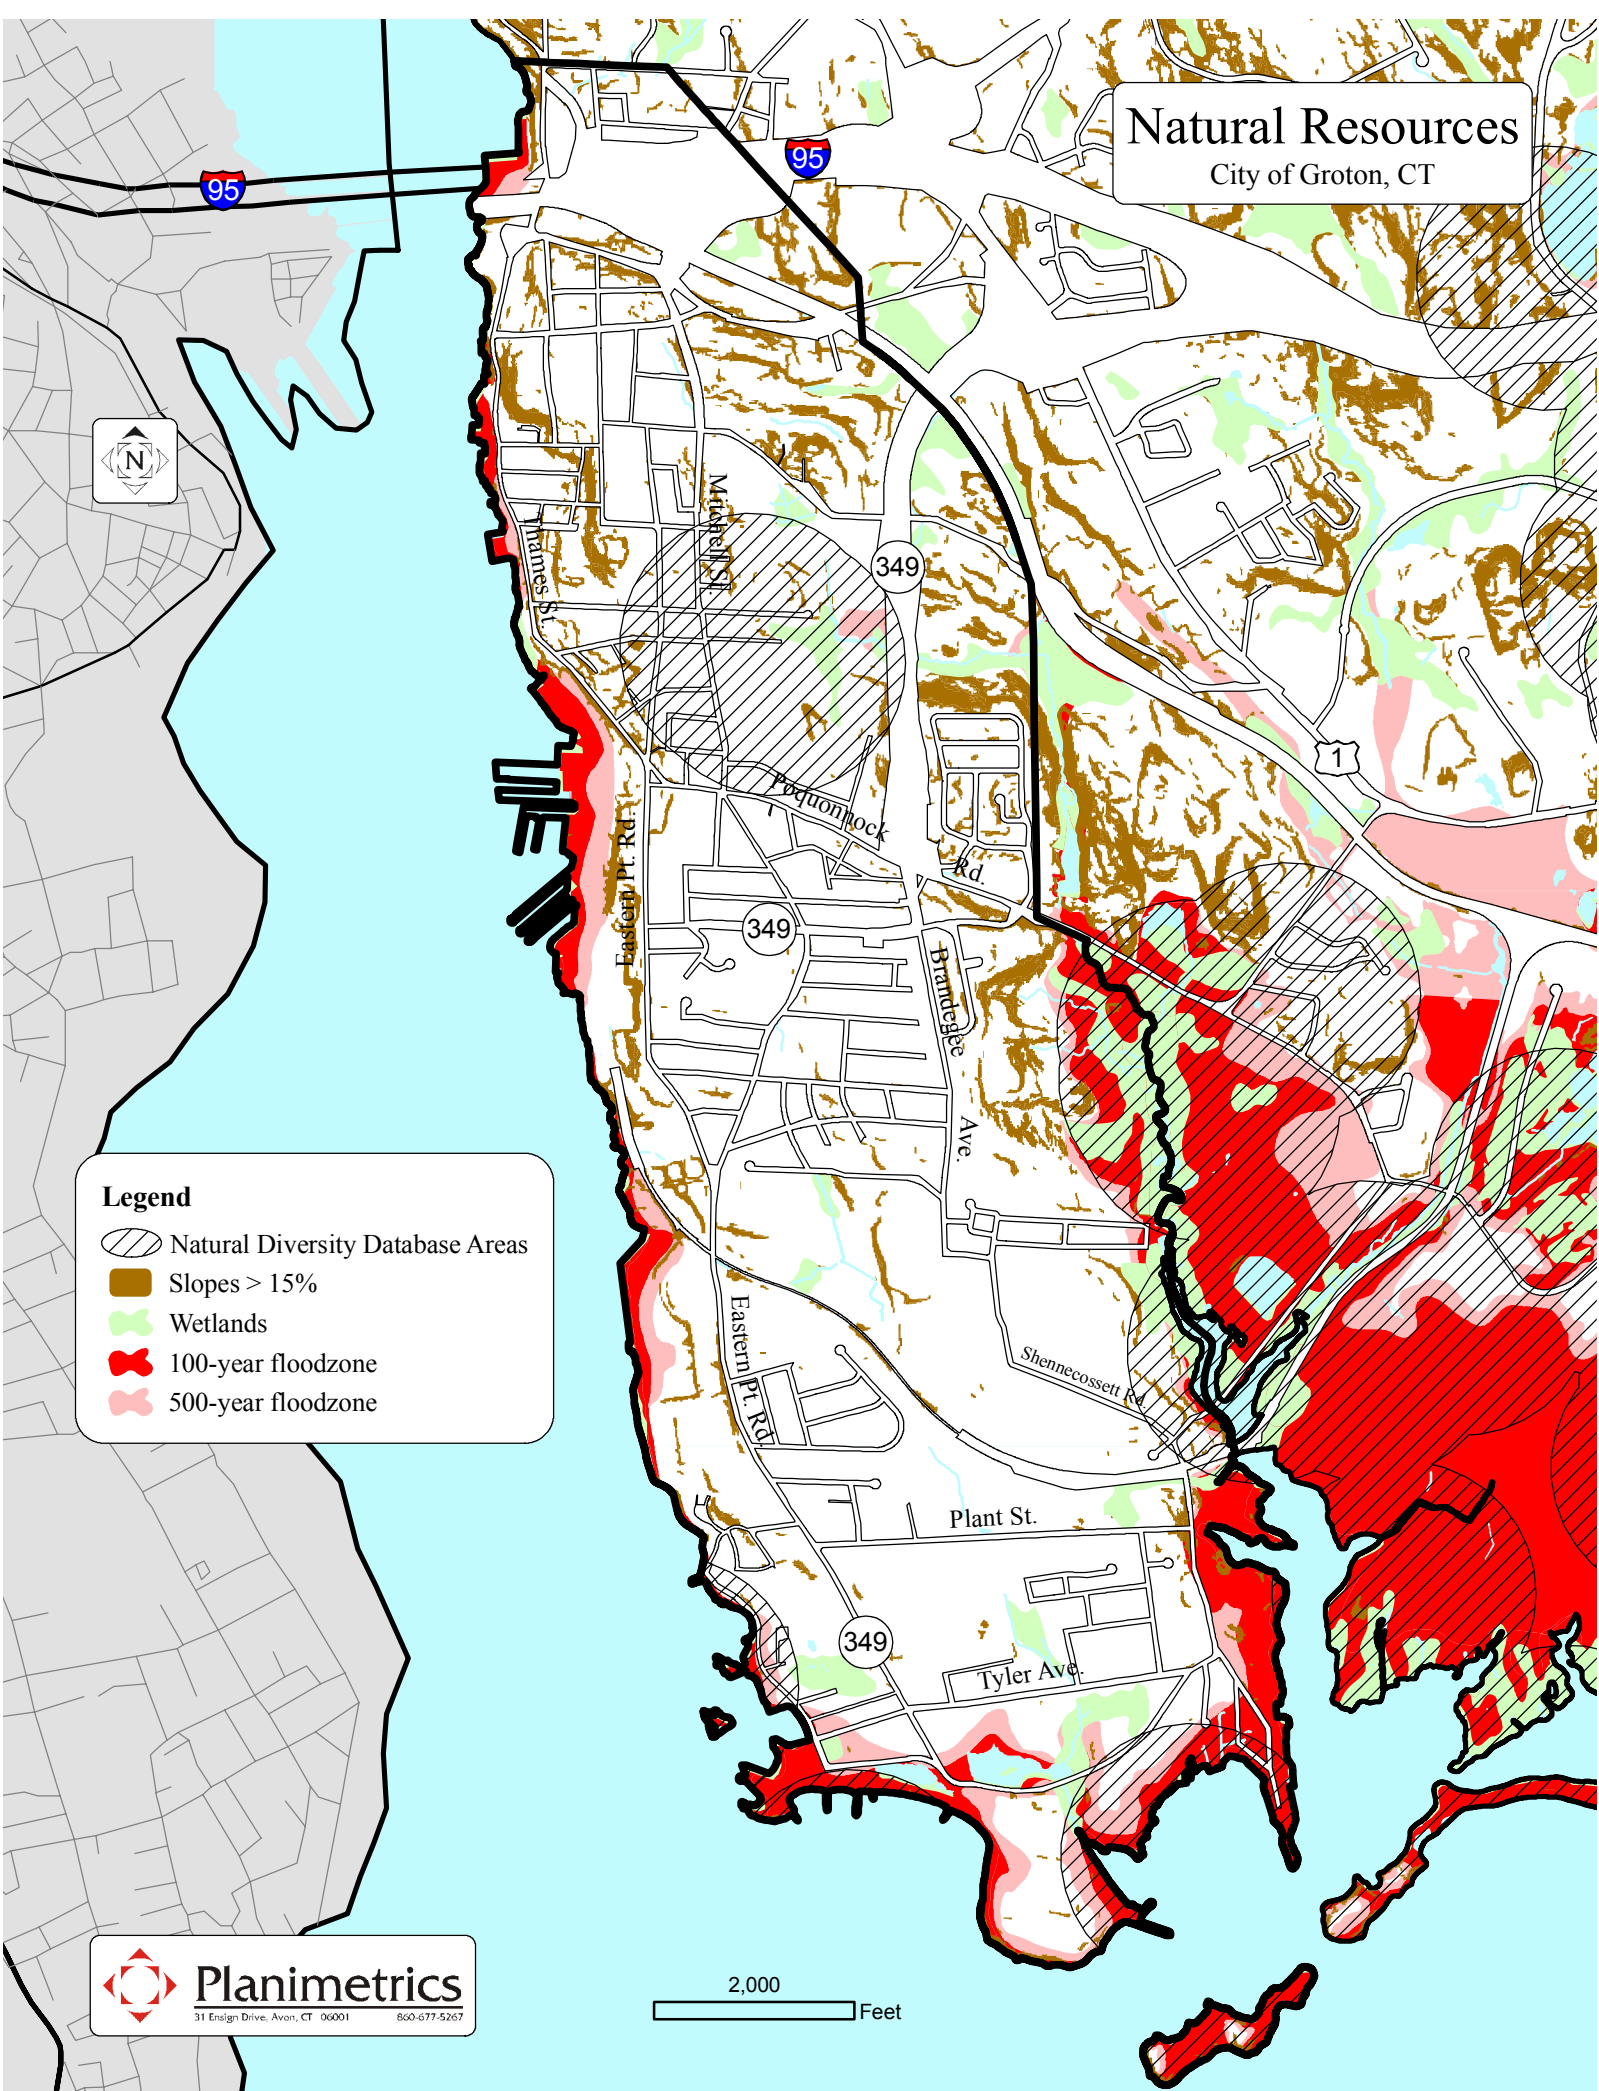 Natural Resources
City of Groton, CT
95
95
N
Mitchell St.
Thames St.
349
1
Poquonnock
Rd.
Eastern Pt. Rd.
349
Brandegee
Ave.
Legend
Natural Diversity Database Areas
Slopes > 15%
Wetlands
100-year floodzone
500-year floodzone
Eastern Pt. Rd.
Shennecossett Rd.
Plant St.
349
Tyler Ave.
Planimetrics
31 Ensign Drive, Avon, CT 06001 860-677-5267
2,000
Feet